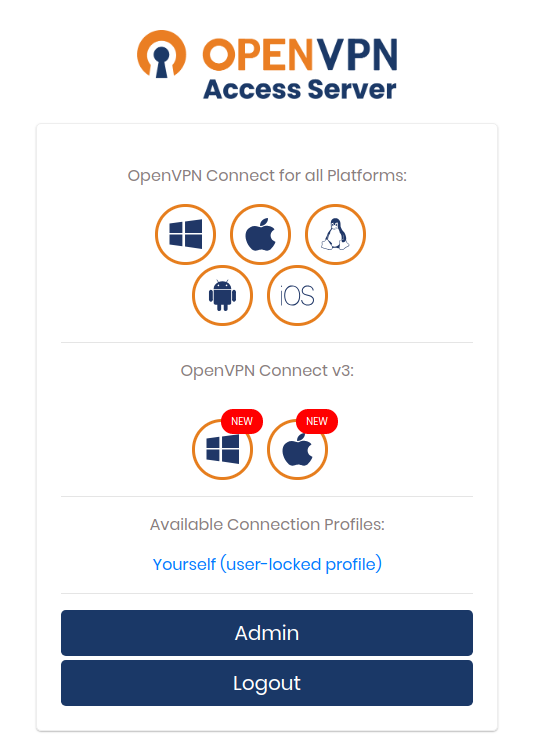 OPENVPN
Access Server
OpenVPN Connect for all Platforms:
iOS
OpenVPN Connect v3:
NEW NEW
Available Connection Profiles:
Yourself (user-locked profile)
Admin
Logout